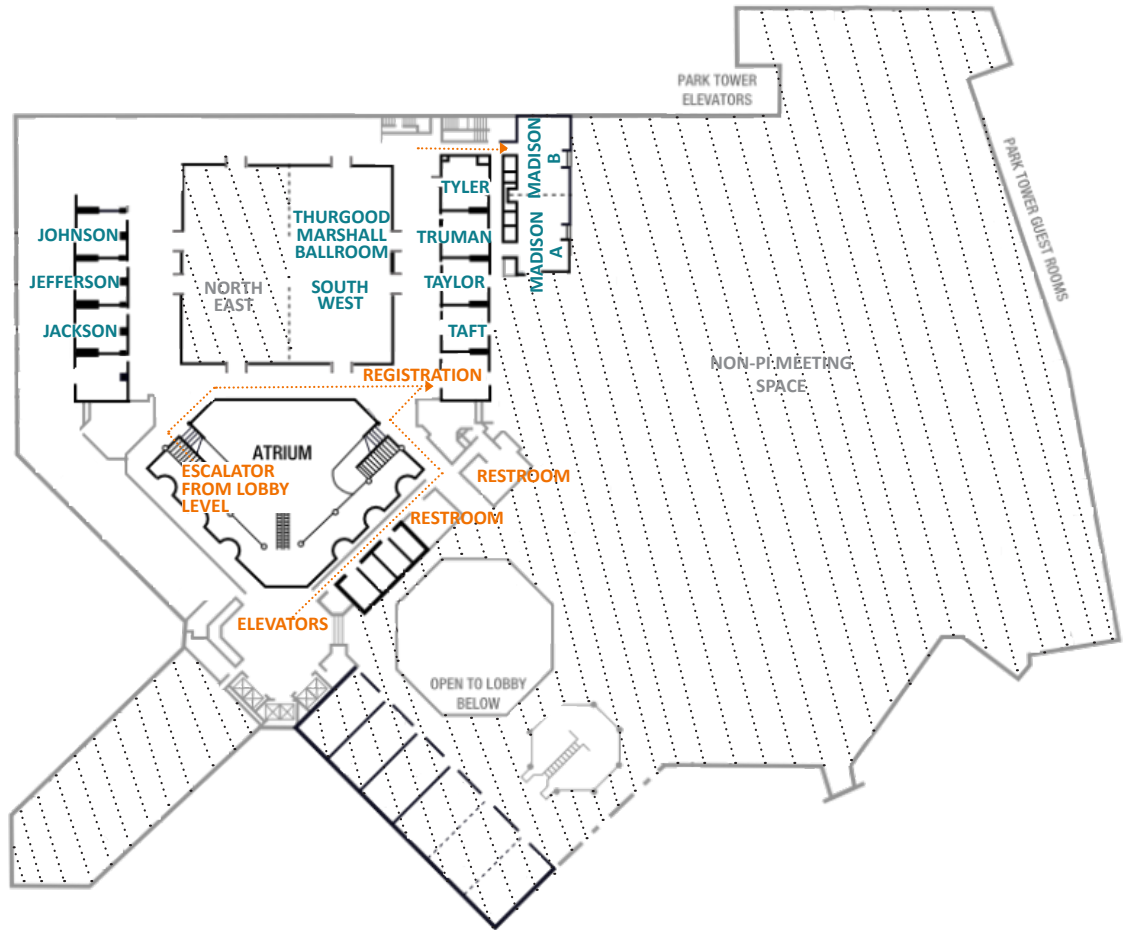 PARK TOWER
ELEVATORS
PARK TOWER GUEST ROOMS
MADISON
B
TYLER
THURGOOD
MARSHALL
BALLROOM
JOHNSON
TRUMAN
MADISON
A
JEFFERSON
NORTH
EAST
SOUTH
WEST
TAYLOR
JACKSON
TAFT
NON-PI MEETING
SPACE
REGISTRATION
ATRIUM
ESCALATOR
FROM LOBBY
LEVEL
RESTROOM
RESTROOM
ELEVATORS
OPEN TO LOBBY
BELOW